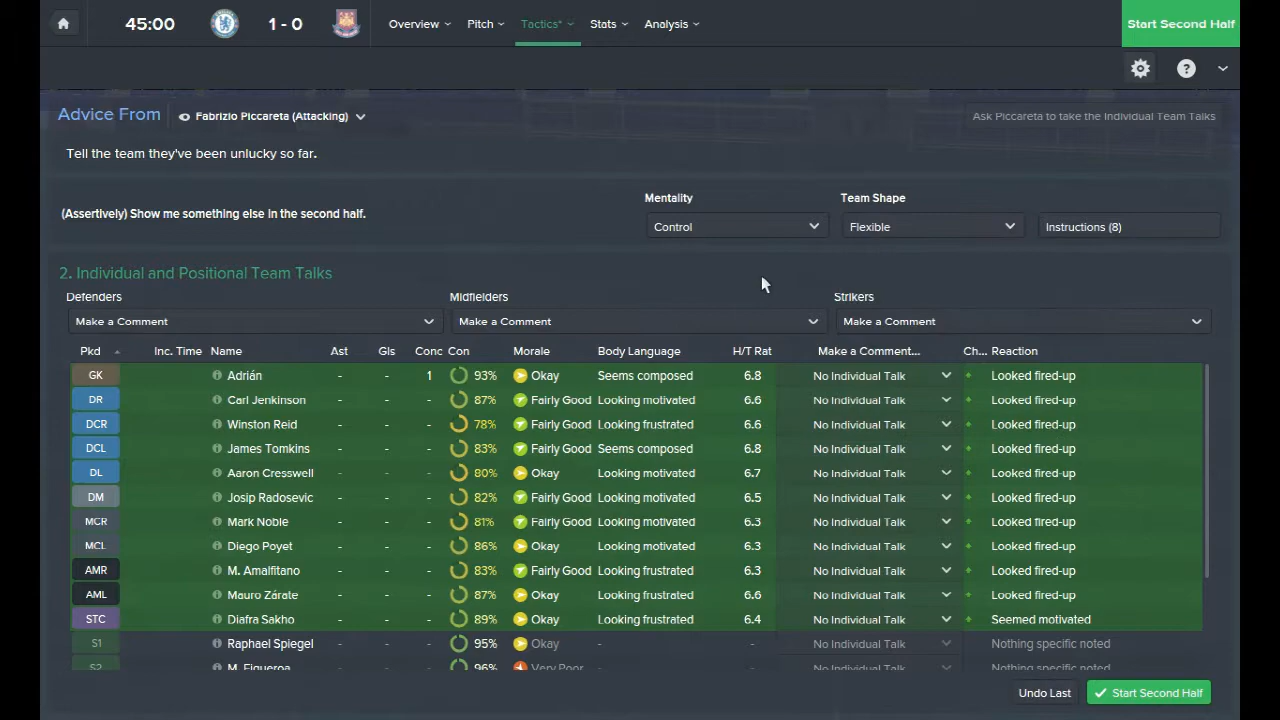 45:00 1 - 0 Overview Pitch Tactics* Stats Analysis Start Second Half
?
Advice From Fabrizio Piccareta (Attacking) Ask Piccareta to take the Individual Team Talks
Tell the team they've been unlucky so far.
Mentality Team Shape
(Assertively) Show me something else in the second half.
Control Flexible Instructions (8)
2. Individual and Positional Team Talks
Defenders Midfielders Strikers
Make a Comment Make a Comment Make a Comment
Pkd Inc. Time Name Ast Gls Conc Con Morale Body Language H/T Rat Make a Comment... Ch... Reaction
GK Adrián - - 1 93% Okay Seems composed 6.8 No Individual Talk Looked fired-up
DR Carl Jenkinson - - - 87% Fairly Good Looking motivated 6.6 No Individual Talk Looked fired-up
DCR Winston Reid - - - 78% Fairly Good Looking frustrated 6.6 No Individual Talk Looked fired-up
DCL James Tomkins - - - 83% Fairly Good Seems composed 6.8 No Individual Talk Looked fired-up
DL Aaron Cresswell - - - 80% Okay Looking motivated 6.7 No Individual Talk Looked fired-up
DM Josip Radosevic - - - 82% Fairly Good Looking motivated 6.5 No Individual Talk Looked fired-up
MCR Mark Noble - - - 81% Fairly Good Looking motivated 6.3 No Individual Talk Looked fired-up
MCL Diego Poyet - - - 86% Okay Looking motivated 6.3 No Individual Talk Looked fired-up
AMR M. Amalfitano - - - 83% Fairly Good Looking frustrated 6.3 No Individual Talk Looked fired-up
AML Mauro Zárate - - - 87% Okay Looking frustrated 6.6 No Individual Talk Looked fired-up
STC Diafra Sakho - - - 89% Okay Looking frustrated 6.4 No Individual Talk Seemed motivated
S1 Raphael Spiegel - - - 95% Okay - - No Individual Talk Nothing specific noted
S2 M. Figueroa - - - 96% Very Poor - - No Individual Talk Nothing specific noted
Undo Last Start Second Half